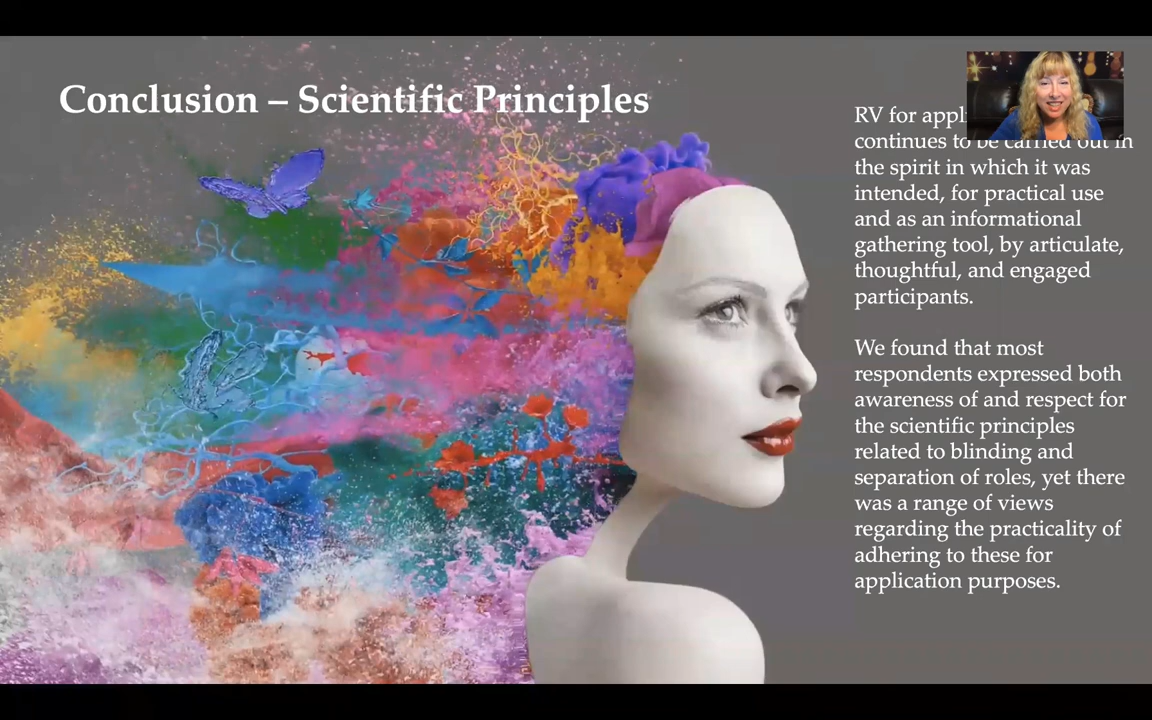 Conclusion – Scientific Principles
RV for appl
continues to be carried out in
the spirit in which it was
intended, for practical use
and as an informational
gathering tool, by articulate,
thoughtful, and engaged
participants.
We found that most
respondents expressed both
awareness of and respect for
the scientific principles
related to blinding and
separation of roles, yet there
was a range of views
regarding the practicality of
adhering to these for
application purposes.